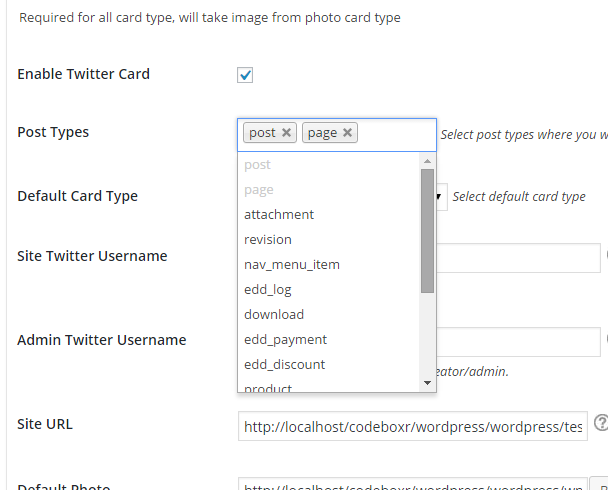 Required for all card type, will take image from photo card type
Enable Twitter Card
Post Types
post page
Select post types where you w
post
page
attachment
revision
nav_menu_item
edd_log
download
edd_payment
edd_discount
product
Default Card Type
Select default card type
Site Twitter Username
Admin Twitter Username
eator/admin.
Site URL
http://localhost/codeboxr/wordpress/wordpress/tes
Default Photo
http://localhost/codeboxr/wordpress/wordpress/wp